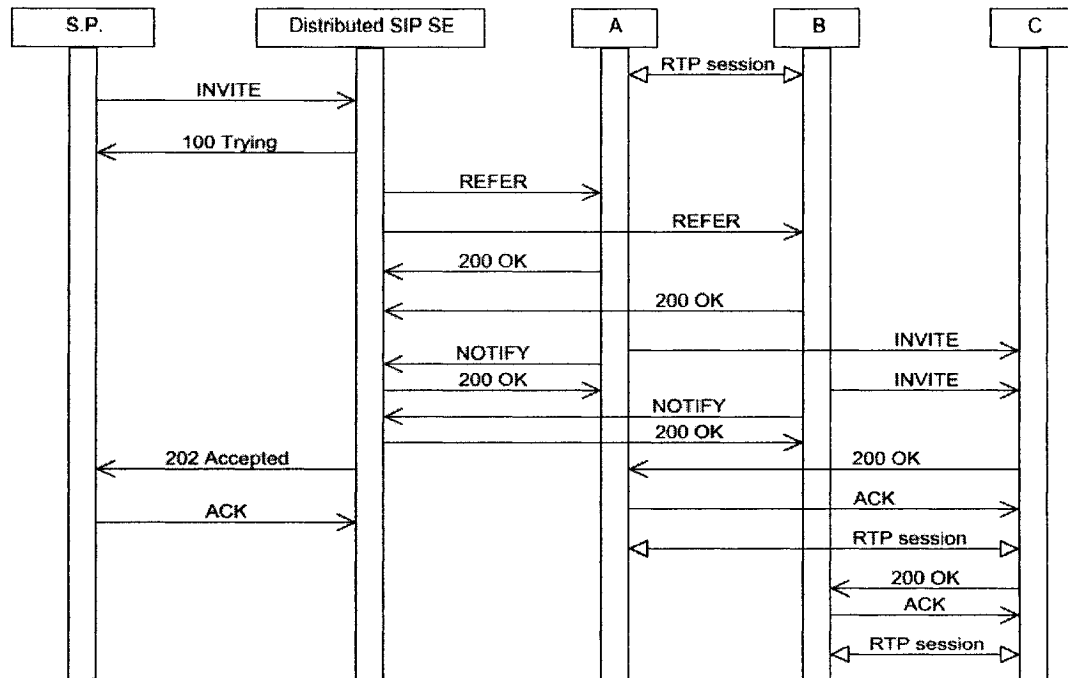 S.P.
Distributed SIP SE
A
B
C
RTP session
INVITE
100 Trying
REFER
REFER
200 OK
200 OK
INVITE
NOTIFY
200 OK
INVITE
NOTIFY
200 OK
202 Accepted
200 OK
ACK
ACK
RTP session
200 OK
ACK
RTP session